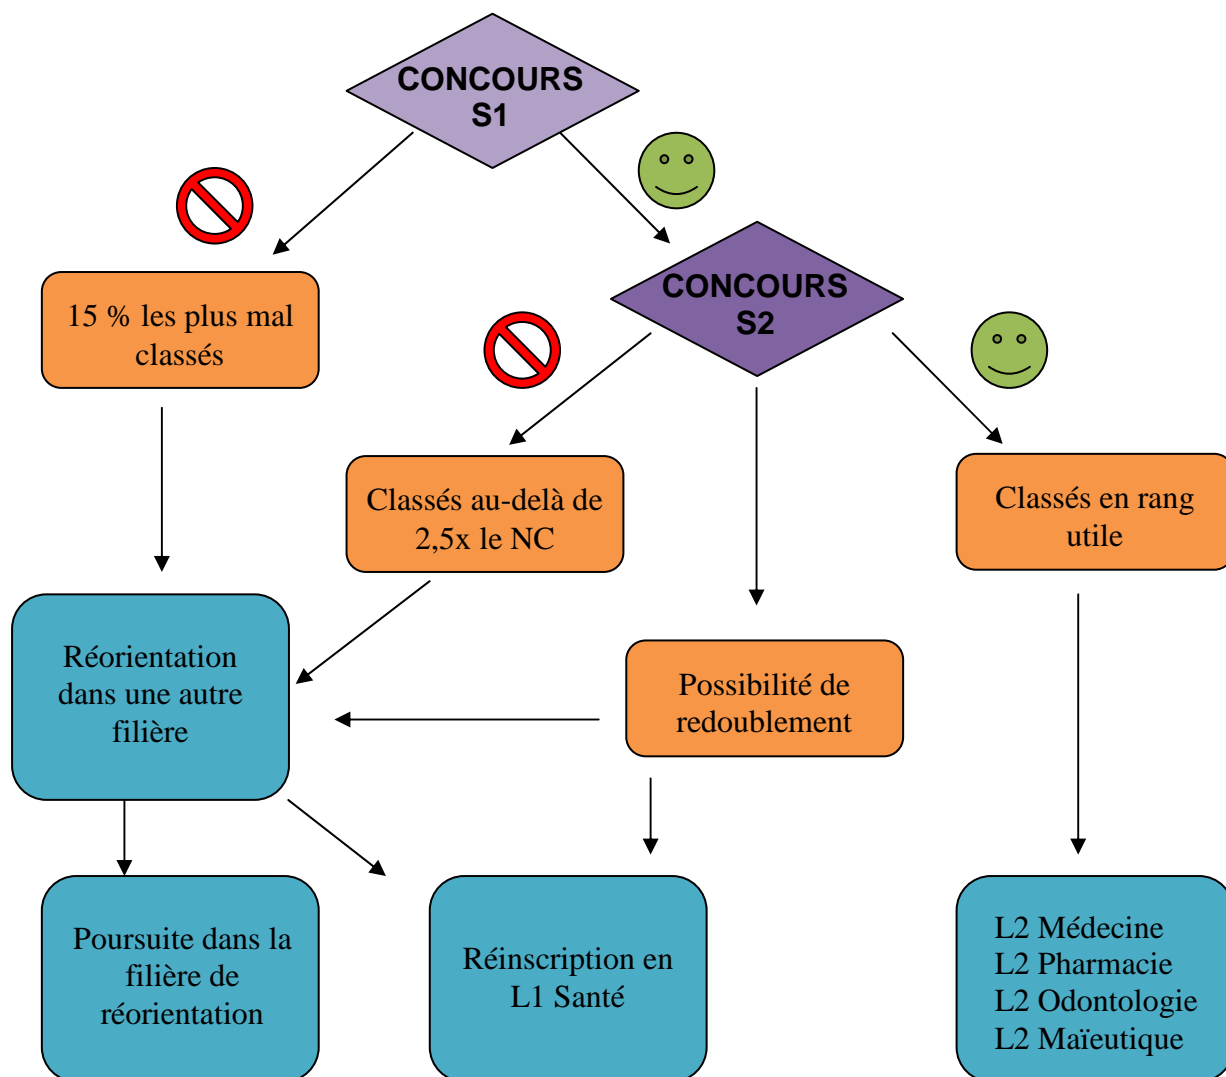 CONCOURS
S1
15 % les plus mal
classés
CONCOURS
S2
Classés au-delà de
2,5x le NC
Classés en rang
utile
Réorientation
dans une autre
filière
Possibilité de
redoublement
Poursuite dans la
filière de
réorientation
Réinscription en
L1 Santé
L2 Médecine
L2 Pharmacie
L2 Odontologie
L2 Maïeutique